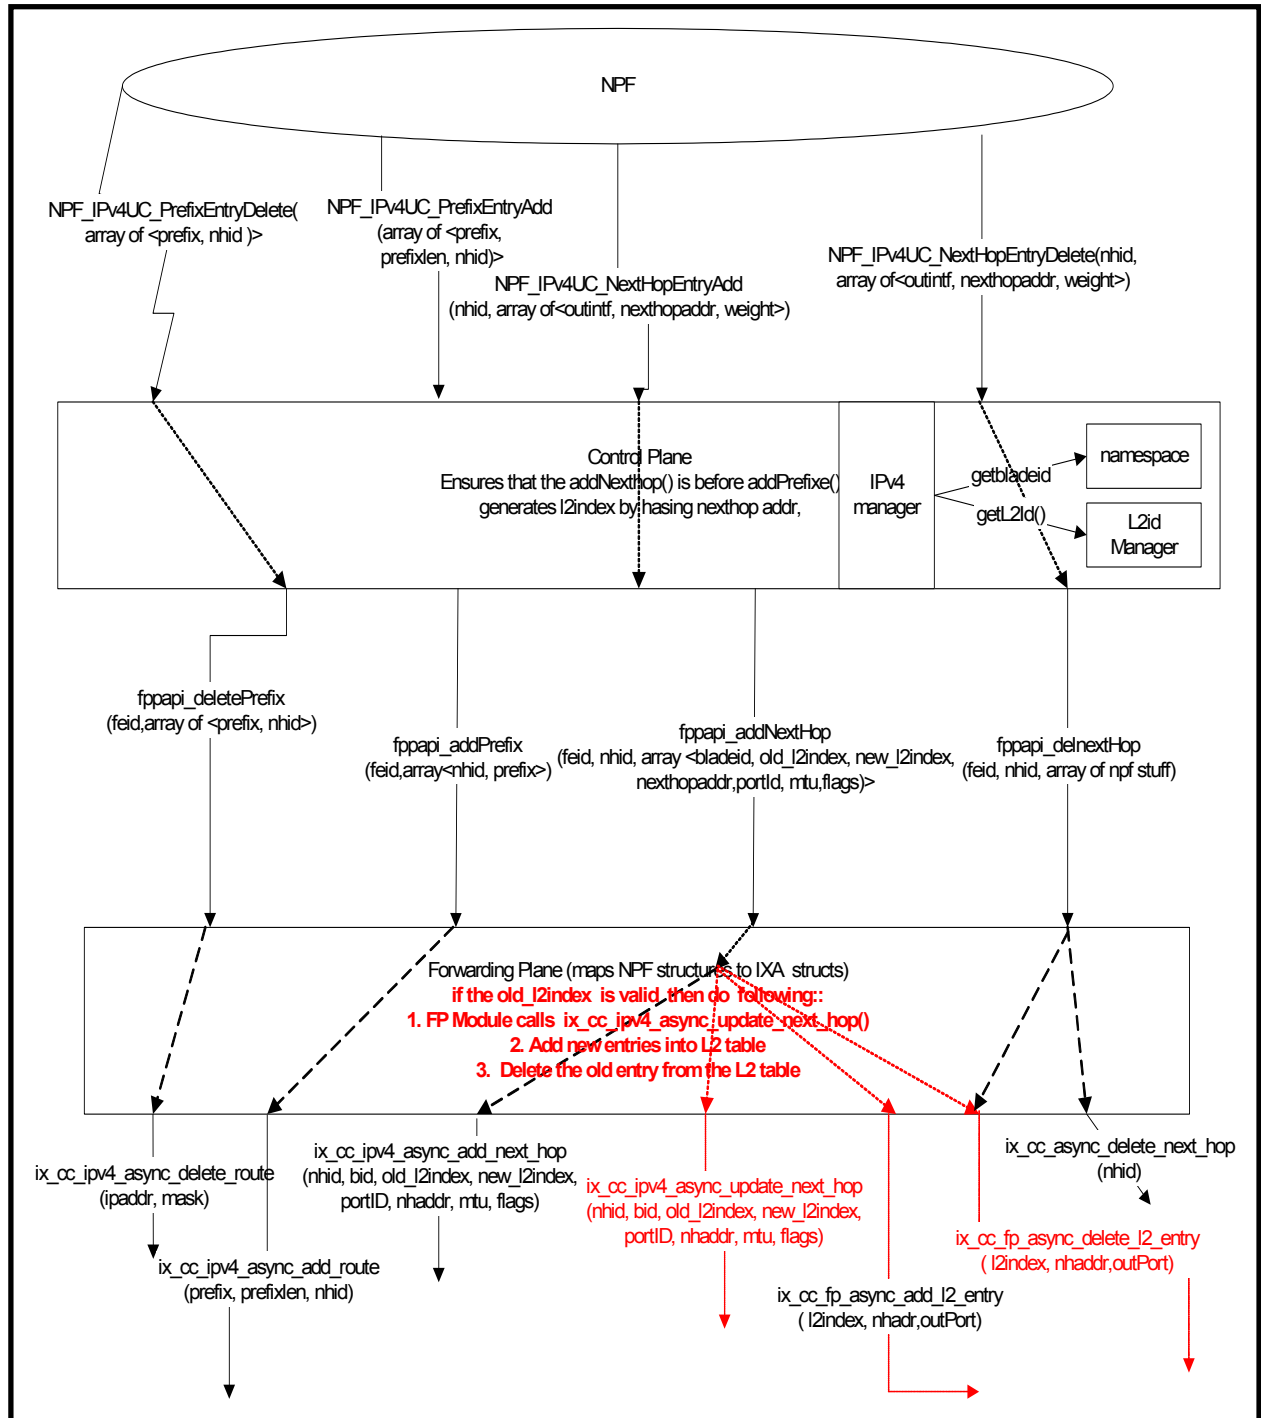 NPF
NPF_IPv4UC_PrefixEntryDelete(
array of <prefix, nhid )>
NPF_IPv4UC_PrefixEntryAdd
(array of <prefix,
prefixlen, nhid)>
NPF_IPv4UC_NextHopEntryAdd
(nhid, array of<outintf, nexthopaddr, weight>)
NPF_IPv4UC_NextHopEntryDelete(nhid,
array of<outintf, nexthopaddr, weight>)
Control Plane
Ensures that the addNexthop() is before addPrefixe()
generates l2index by hasing nexthop addr,
IPv4
manager
getbladeid
getL2Id()
namespace
L2id
Manager
fppapi_deletePrefix
(feid,array of <prefix, nhid>)
fppapi_addPrefix
(feid,array<nhid, prefix>)
fppapi_addNextHop
(feid, nhid, array <bladeid, old_l2index, new_l2index,
nexthopaddr,portId, mtu,flags)>
fppapi_delnextHop
(feid, nhid, array of npf stuff)
Forwarding Plane (maps NPF structures to IXA structs)
if the old_l2index is valid then do following::
1. FP Module calls ix_cc_ipv4_async_update_next_hop()
2. Add new entries into L2 table
3. Delete the old entry from the L2 table
ix_cc_ipv4_async_delete_route
(ipaddr, mask)
ix_cc_ipv4_async_add_route
(prefix, prefixlen, nhid)
ix_cc_ipv4_async_add_next_hop
(nhid, bid, old_l2index, new_l2index,
portID, nhaddr, mtu, flags)
ix_cc_ipv4_async_update_next_hop
(nhid, bid, old_l2index, new_l2index,
portID, nhaddr, mtu, flags)
ix_cc_fp_async_add_l2_entry
( l2index, nhadr,outPort)
ix_cc_async_delete_next_hop
(nhid)
ix_cc_fp_async_delete_l2_entry
( l2index, nhaddr,outPort)